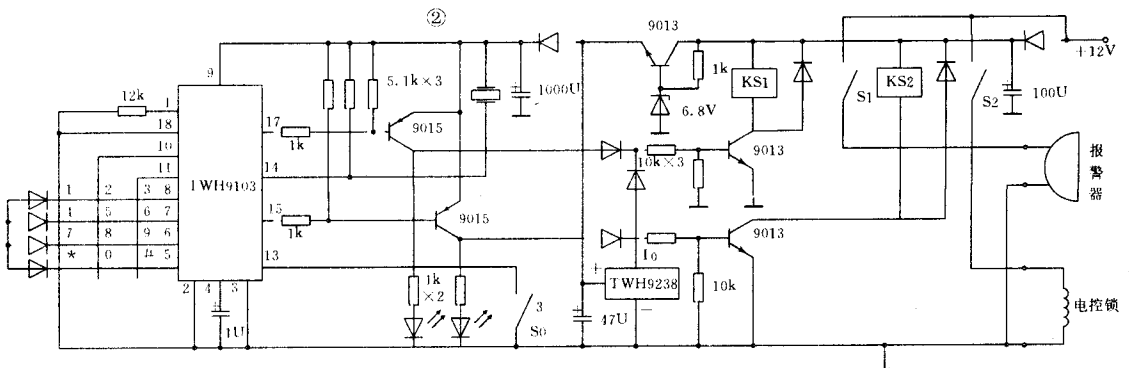 ②
9
12k
1
18
10
11
17
14
15
13
5.1k×3
1000U
1k
9015
TWH9103
1 2 3 8
4 5 6 7
7 8 9 6
* 0 # 5
2 4 3
1U
1k
9015
1k
×2
3
S0
47U
9013
1k
6.8V
KS1
9013
10k×3
I0
TWH9238
10k
9013
S1
KS2
S2
100U
+12V
报警器
电控锁